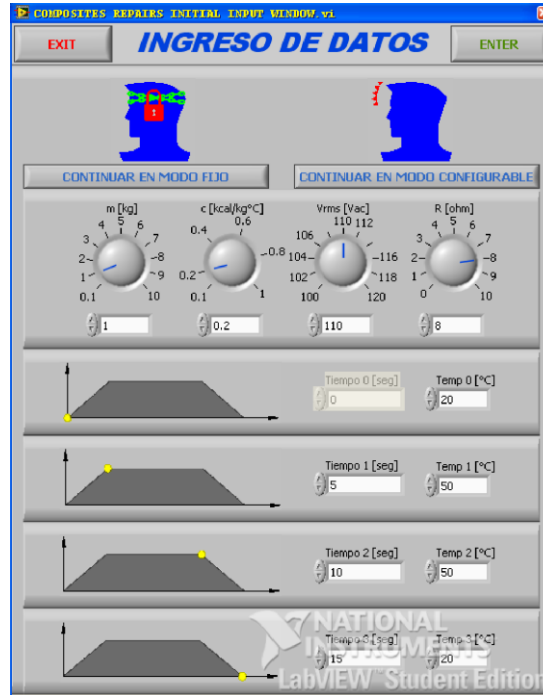 COMPOSITES REPAIRS INITIAL INPUT WINDOW.vi
EXIT
INGRESO DE DATOS
ENTER
CONTINUAR EN MODO FIJO
CONTINUAR EN MODO CONFIGURABLE
m [kg]
0.1 1 2 3 4 5 6 7 8 9 10
1
c [kcal/kg°C]
0.1 0.2 0.4 0.6 0.8 1
0.2
Vrms [Vac]
100 102 104 106 110 112 116 118 120
110
R [ohm]
0 1 2 3 4 5 6 7 8 9 10
8
Tiempo 0 [seg] Temp 0 [°C]
0 20
Tiempo 1 [seg] Temp 1 [°C]
5 50
Tiempo 2 [seg] Temp 2 [°C]
10 50
Tiempo 3 [seg] Temp 3 [°C]
15 20
NATIONAL
INSTRUMENTS
LabVIEW™ Student Edition